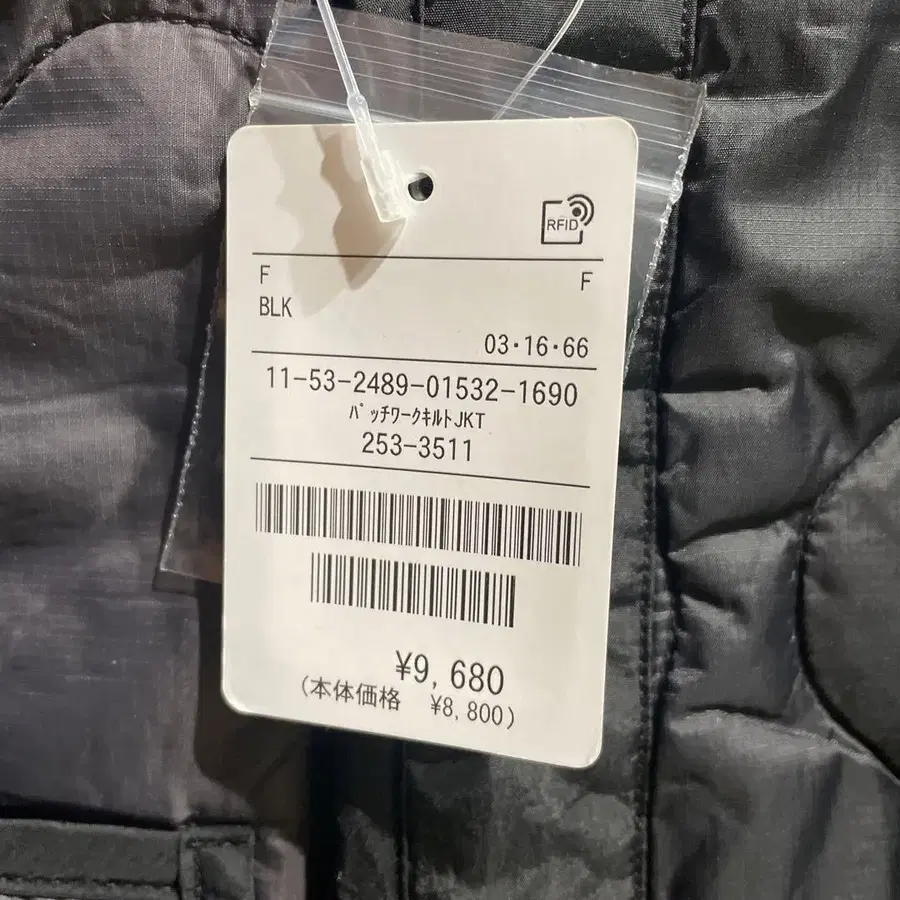 RFID
F F
BLK
03・16・66
11-53-2489-01532-1690
ﾊﾟｯﾁﾜｰｸｷﾙﾄJKT
253-3511
¥9,680
(本体価格 ¥8,800)